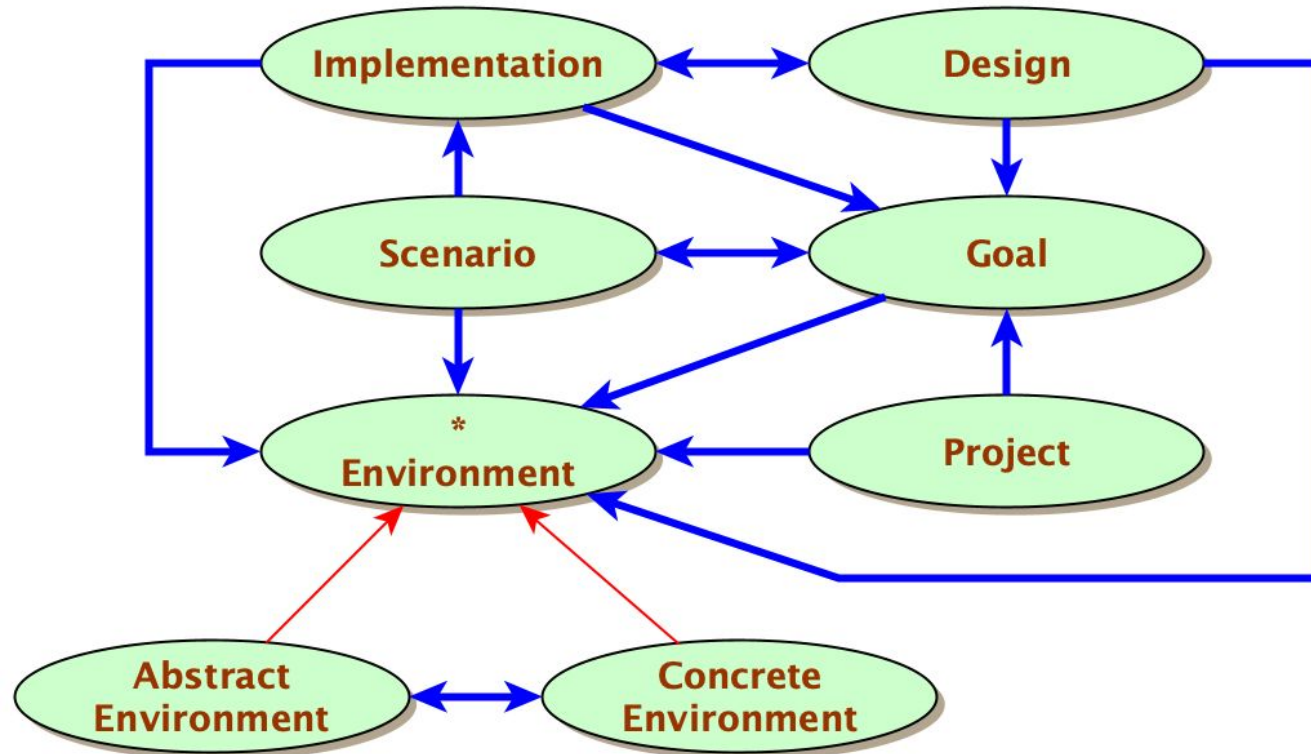 Implementation
Design
Scenario
Goal
*
Environment
Project
Abstract
Environment
Concrete
Environment